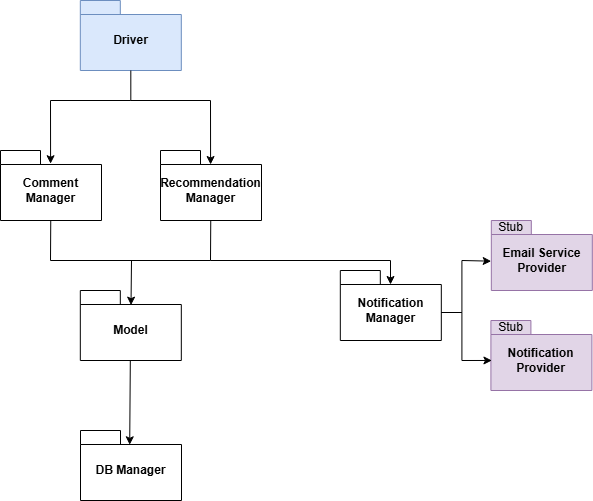 Driver
Comment
Manager
Recommendation
Manager
Stub
Email Service
Provider
Notification
Manager
Model
Stub
Notification
Provider
DB Manager